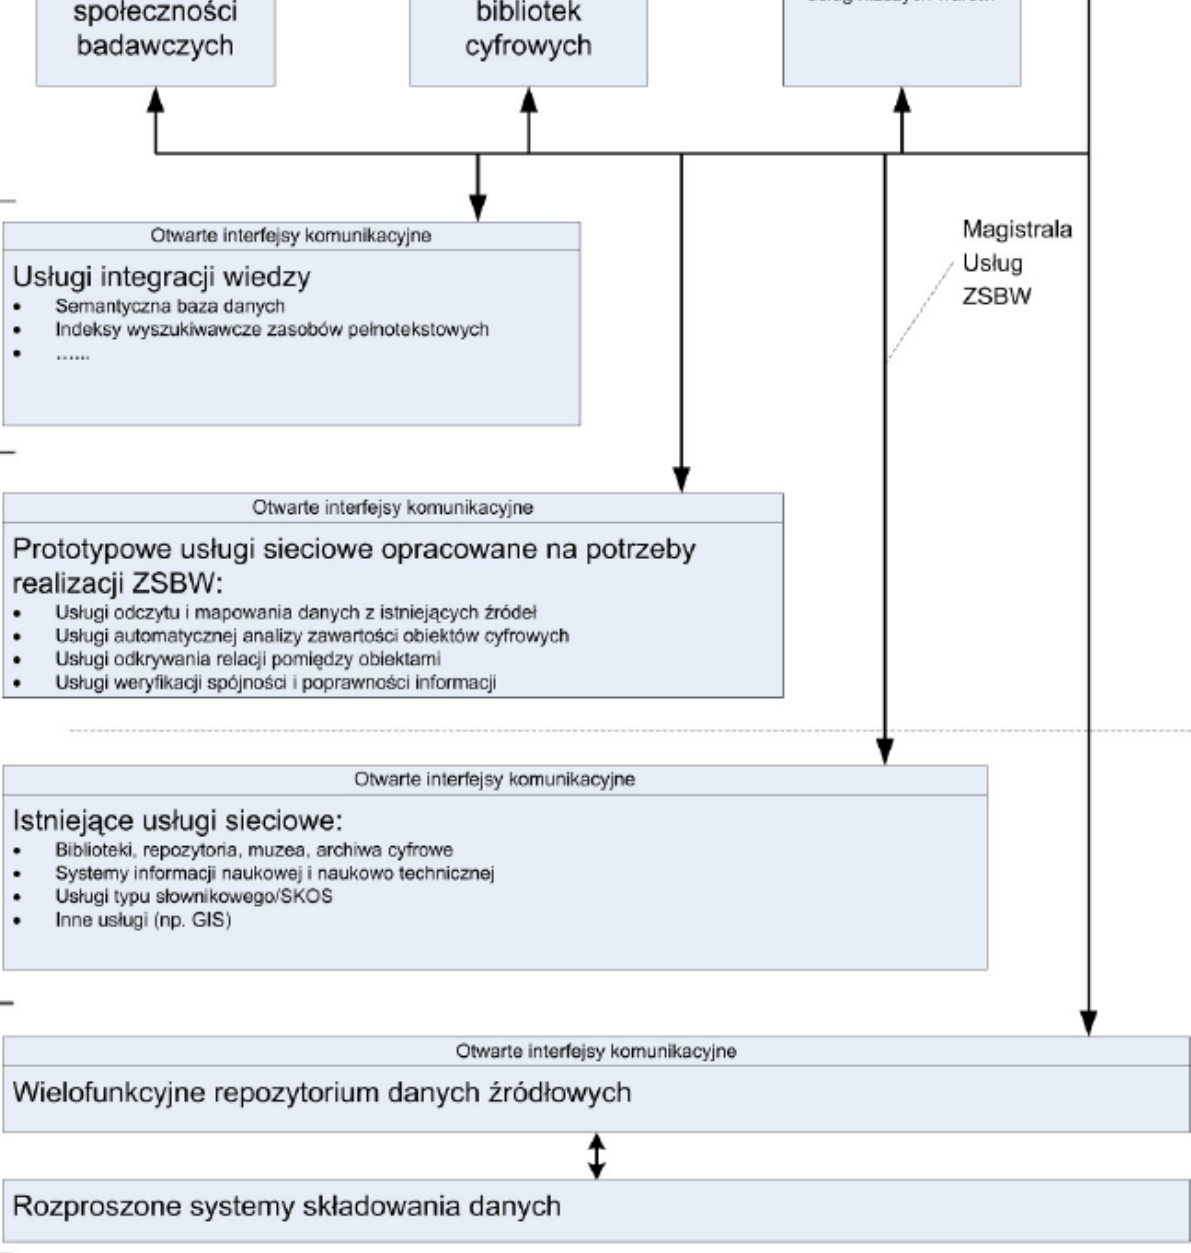 społeczności
badawczych
bibliotek
cyfrowych
Otwarte interfejsy komunikacyjne
Usługi integracji wiedzy
• Semantyczna baza danych
• Indeksy wyszukiwawcze zasobów pełnotekstowych
• ......
Magistrala
Usług
ZSBW
Otwarte interfejsy komunikacyjne
Prototypowe usługi sieciowe opracowane na potrzeby
realizacji ZSBW:
• Usługi odczytu i mapowania danych z istniejących źródeł
• Usługi automatycznej analizy zawartości obiektów cyfrowych
• Usługi odkrywania relacji pomiędzy obiektami
• Usługi weryfikacji spójności i poprawności informacji
Otwarte interfejsy komunikacyjne
Istniejące usługi sieciowe:
• Biblioteki, repozytoria, muzea, archiwa cyfrowe
• Systemy informacji naukowej i naukowo technicznej
• Usługi typu słownikowego/SKOS
• Inne usługi (np. GIS)
Otwarte interfejsy komunikacyjne
Wielofunkcyjne repozytorium danych źródłowych
Rozproszone systemy składowania danych